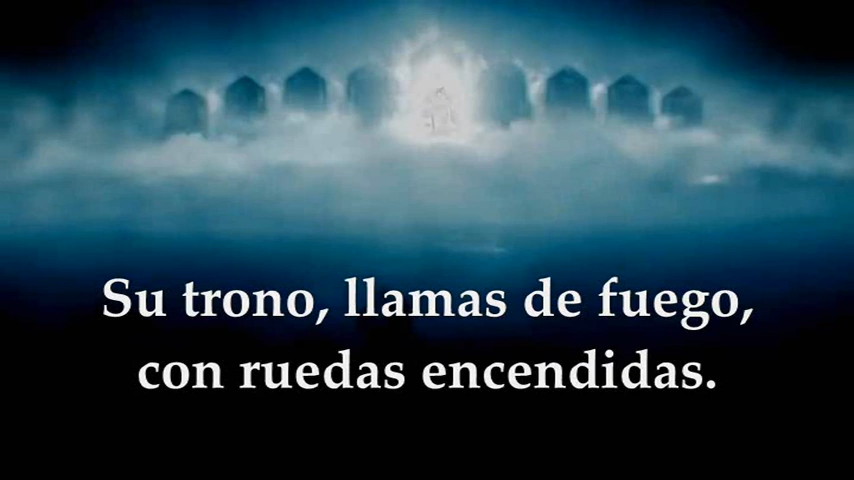 Su trono, llamas de fuego,
con ruedas encendidas.